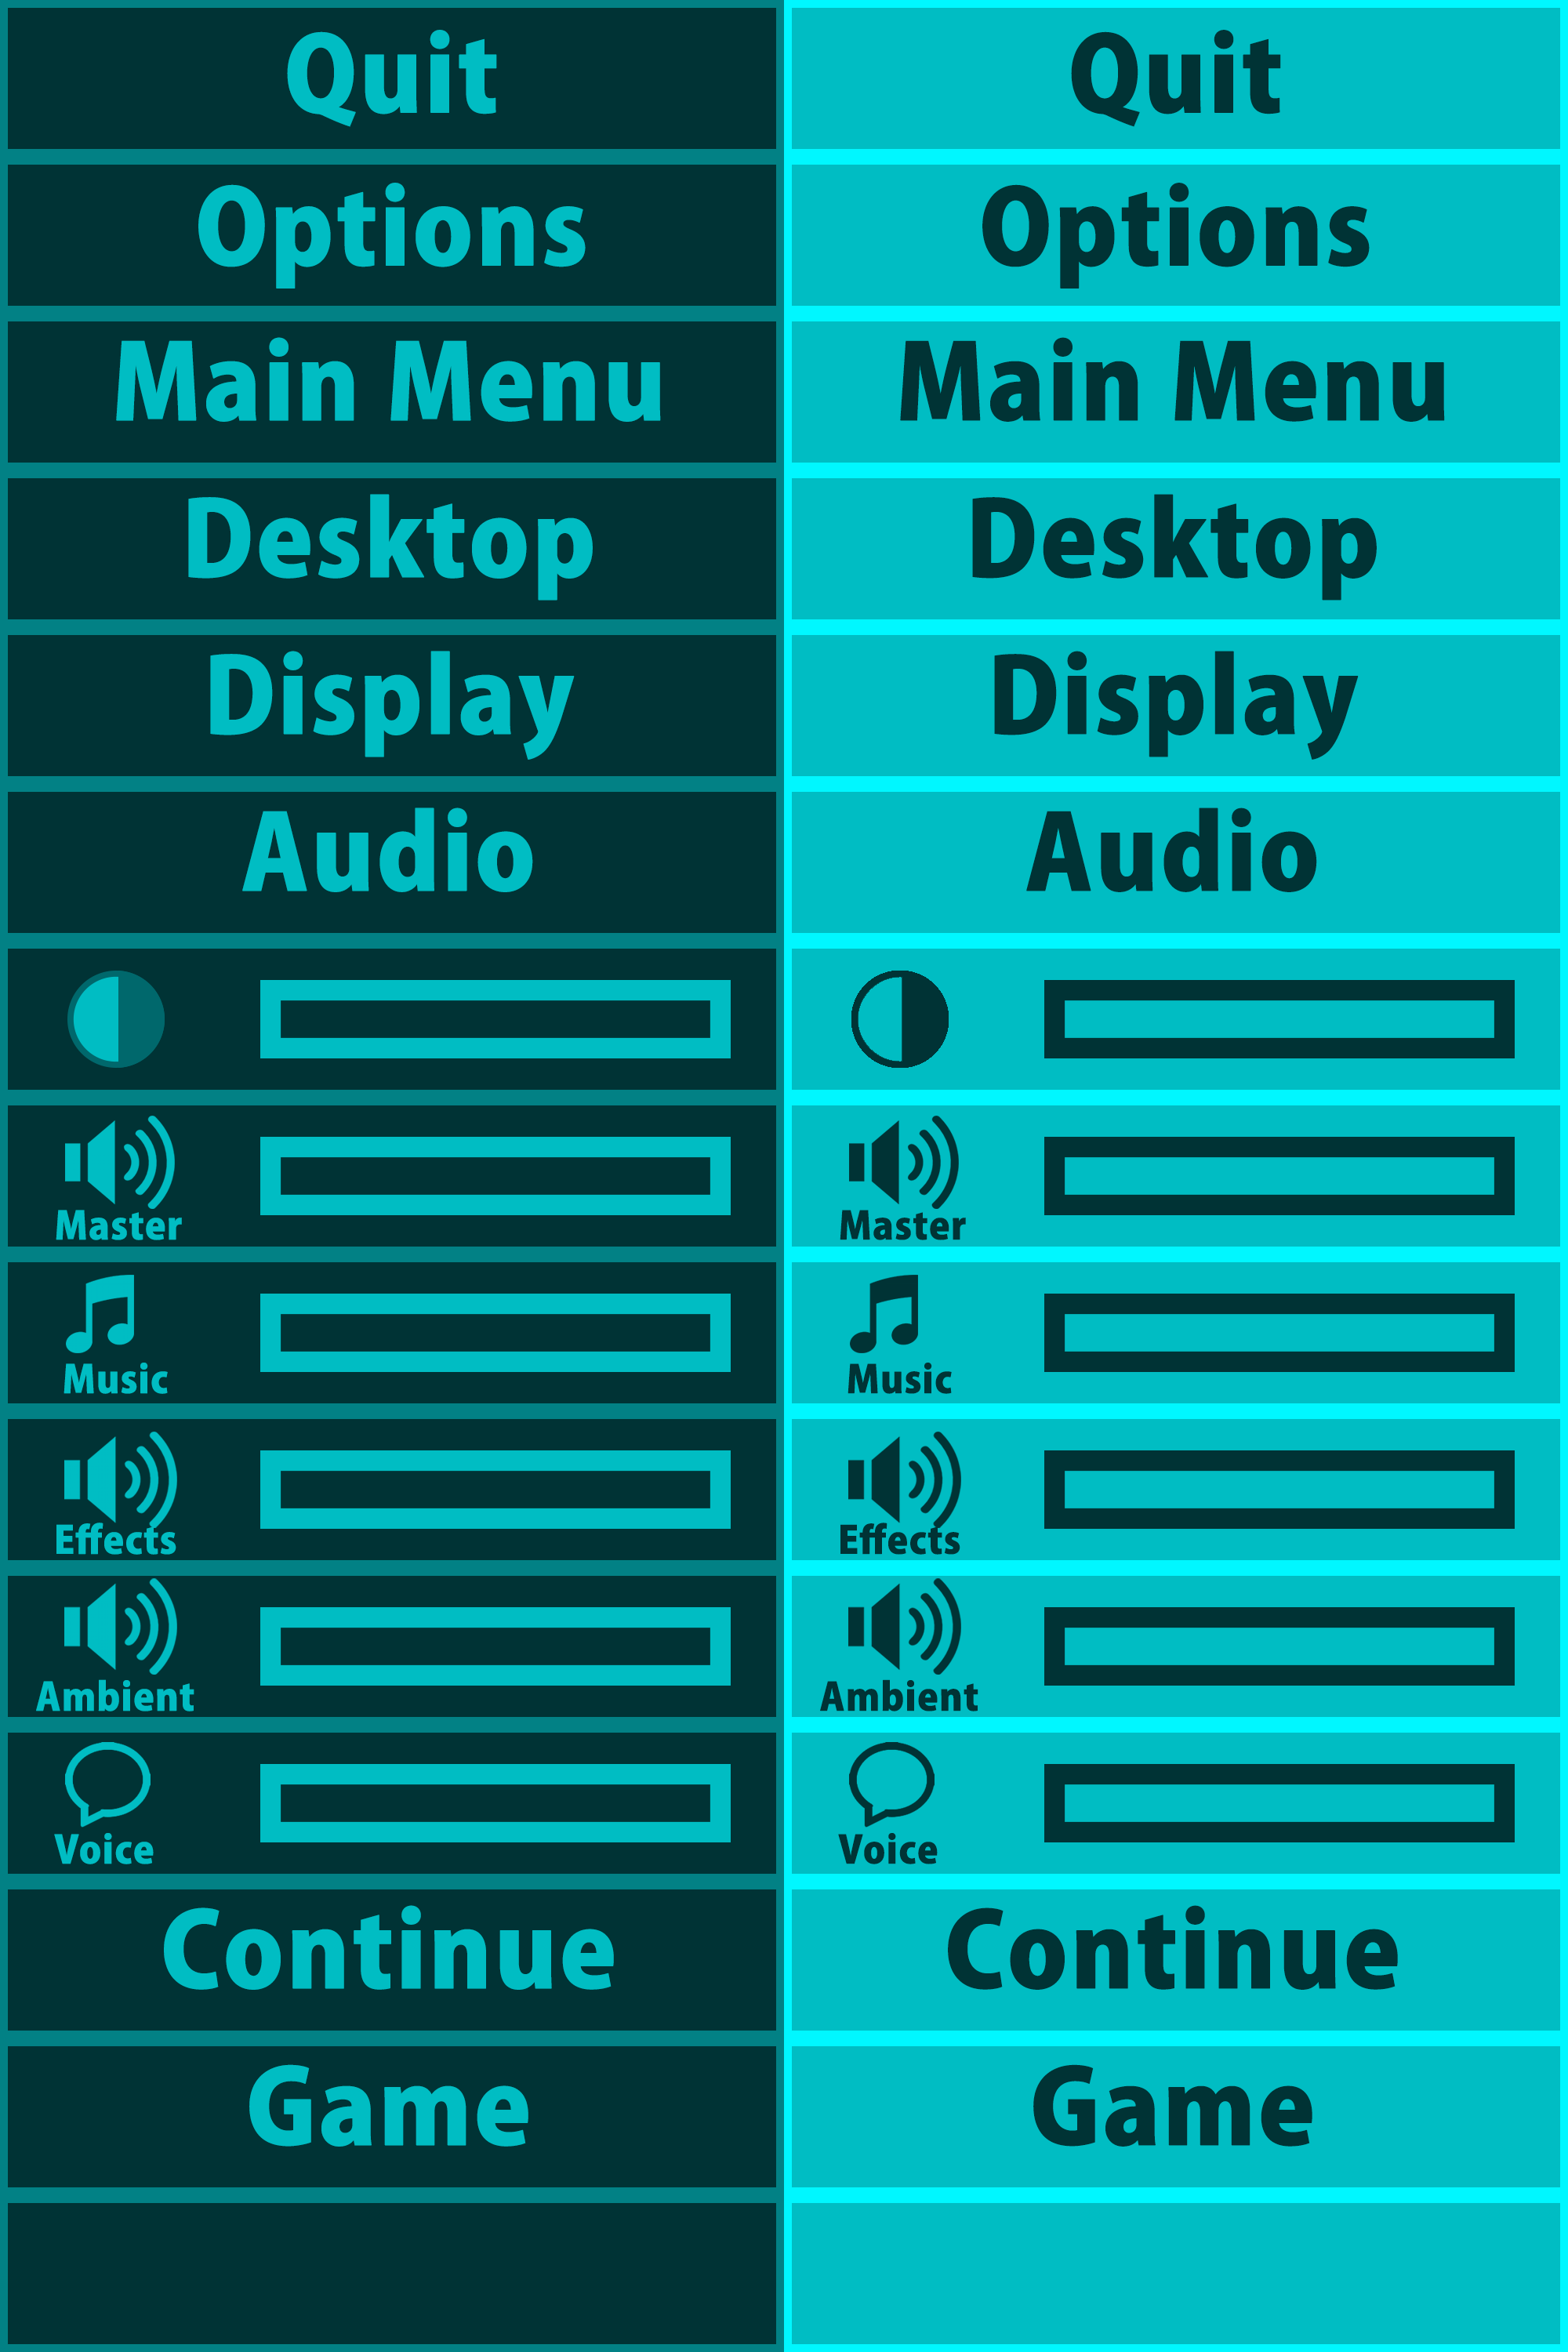 Quit Quit
Options Options
Main Menu Main Menu
Desktop Desktop
Display Display
Audio Audio
Master Master
Music Music
Effects Effects
Ambient Ambient
Voice Voice
Continue Continue
Game Game